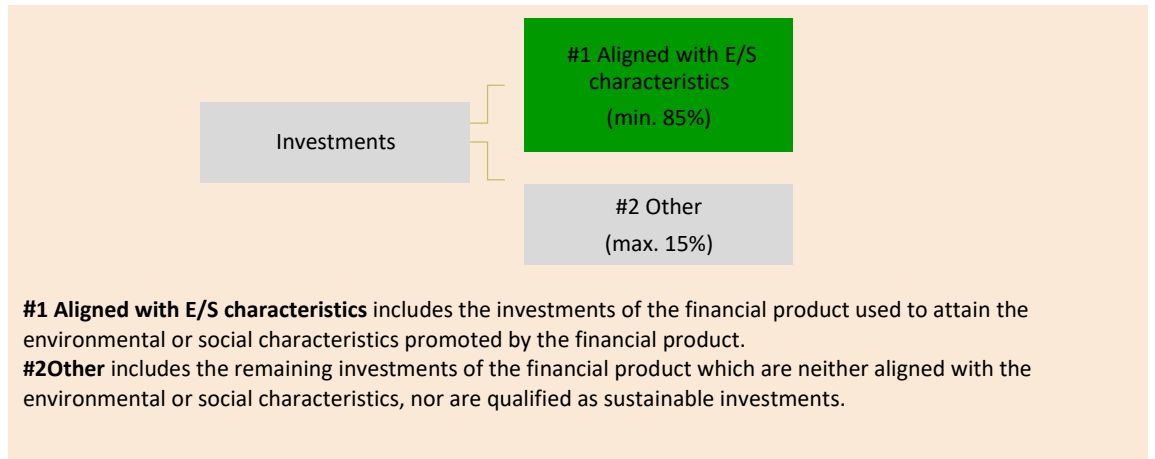 #1 Aligned with E/S
characteristics
(min. 85%)
Investments
#2 Other
(max. 15%)
#1 Aligned with E/S characteristics includes the investments of the financial product used to attain the
environmental or social characteristics promoted by the financial product.
#2Other includes the remaining investments of the financial product which are neither aligned with the
environmental or social characteristics, nor are qualified as sustainable investments.